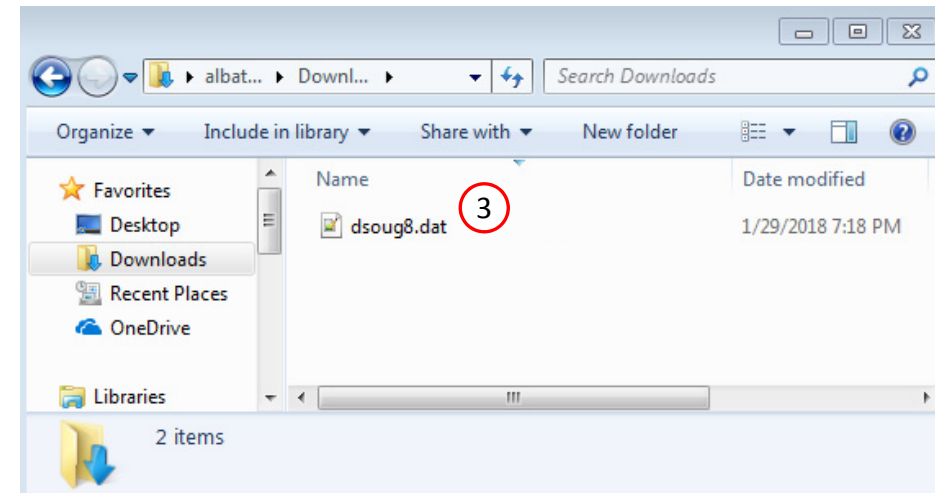 albat... Downl... Search Downloads
Organize Include in library Share with New folder
Favorites
Desktop
Downloads
Recent Places
OneDrive
Libraries
Name Date modified
3
dsoug8.dat 1/29/2018 7:18 PM
2 items